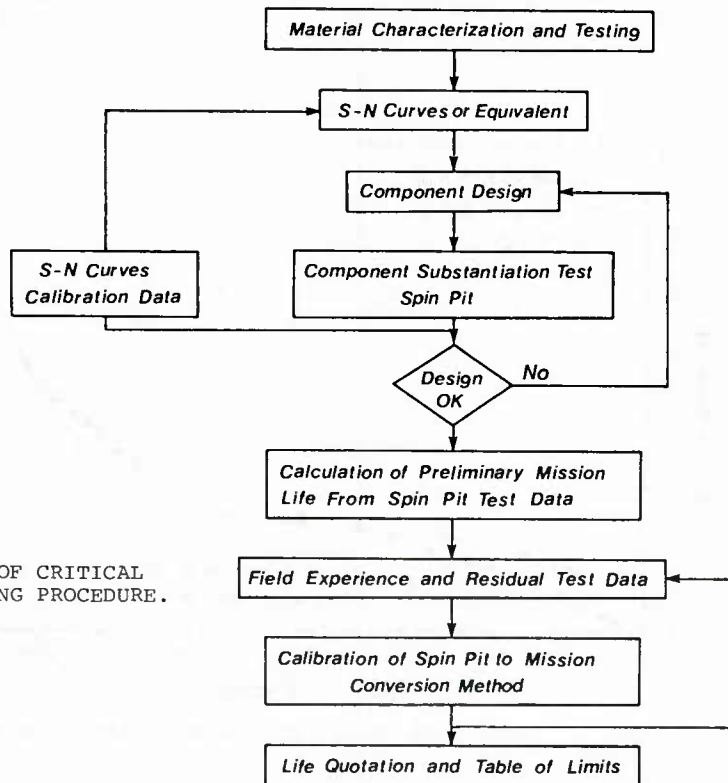 Material Characterization and Testing
S-N Curves or Equivalent
Component Design
S-N Curves
Calibration Data
Component Substantiation Test
Spin Pit
Design
OK
No
Calculation of Preliminary Mission
Life From Spin Pit Test Data
OF CRITICAL
NG PROCEDURE.
Field Experience and Residual Test Data
Calibration of Spin Pit to Mission
Conversion Method
Life Quotation and Table of Limits